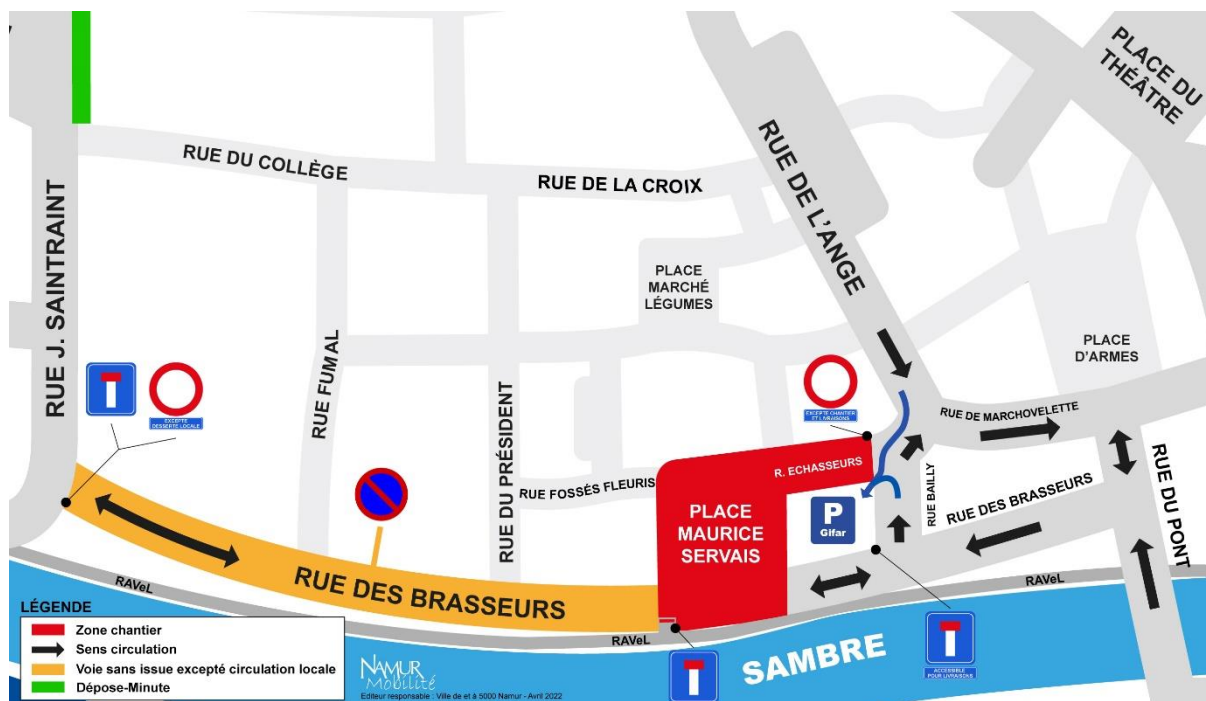 PLACE DU
THÉÂTRE
RUE DU COLLÈGE
RUE DE LA CROIX
RUE DE L'ANGE
RUE J. SAINTRAINT
PLACE
MARCHÉ
LÉGUMES
PLACE
D'ARMES
RUE FUMAL
RUE DU PRÉSIDENT
EXCEPTÉ
DESSERTE LOCALE
EXCEPTÉ CHANTIER
ET LIVRAISONS
RUE DE MARCHOVELETTE
R. ECHASSEURS
RUE FOSSÉS FLEURIS
PLACE
MAURICE
SERVAIS
P
Gifar
RUE BAILLY
RUE DES BRASSEURS
RUE DU PONT
RUE DES BRASSEURS
RAVeL
RAVeL
RAVeL
SAMBRE
ACCESSIBLE
POUR LIVRAISONS
LÉGENDE
Zone chantier
Sens circulation
Voie sans issue excepté circulation locale
Dépose-Minute
NAMUR
Mobilité
Editeur responsable : Ville de et à 5000 Namur - Avril 2022